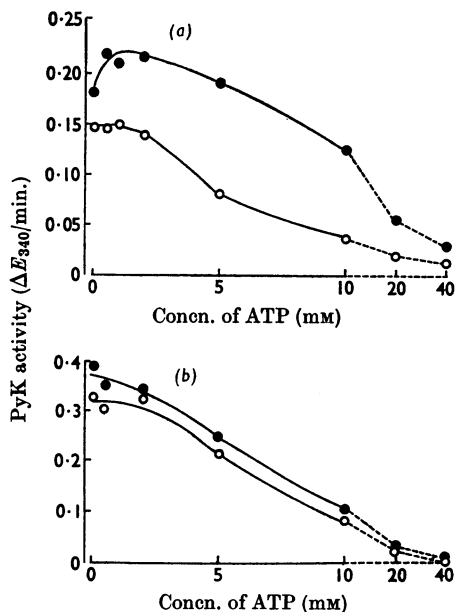 PyK activity (ΔE340/min.)
(a)
0·25
0·20
0·15
0·10
0·05
0
0 5 10 20 40
Concn. of ATP (mM)
(b)
0·4
0·3
0·2
0·1
0
0 5 10 20 40
Concn. of ATP (mM)